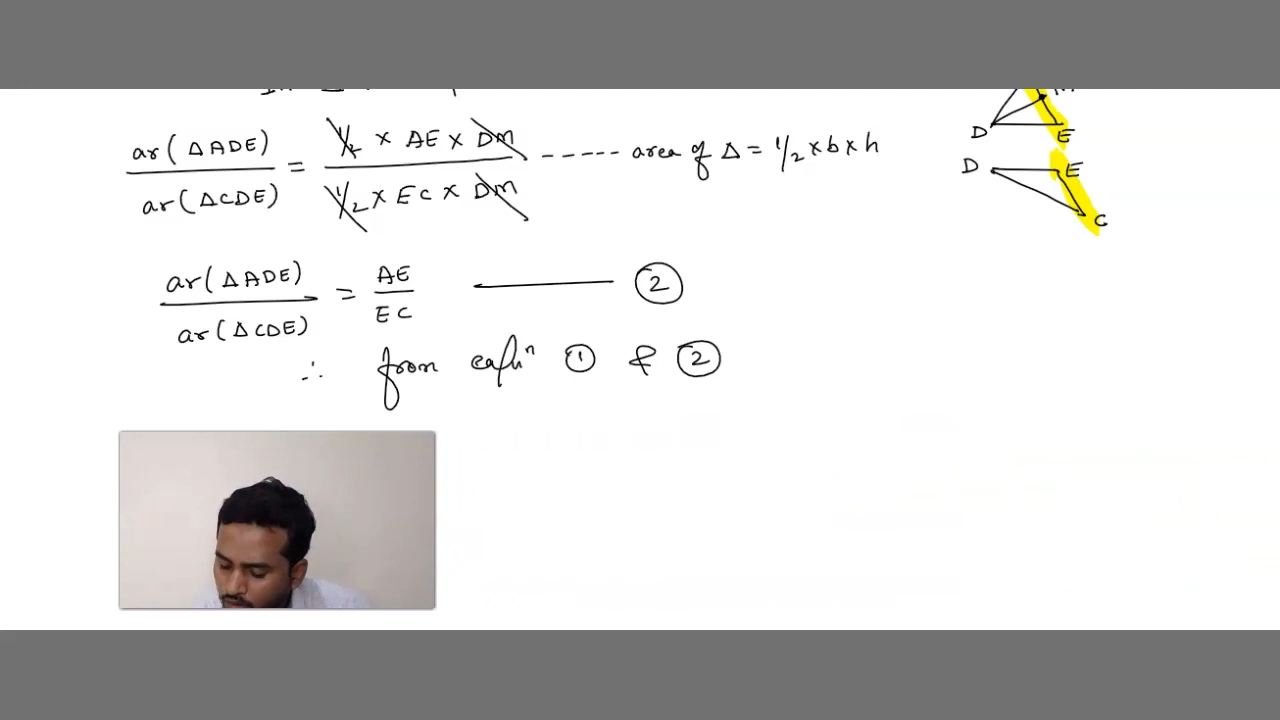 ar(ΔADE) / ar(ΔCDE) = 1/2 × AE × DM / 1/2 × EC × DM ----- area of Δ = 1/2 × b × h
D E
D E
C
ar(ΔADE) / ar(ΔCDE) = AE / EC ——— ②
∴ from eqⁿ ① & ②